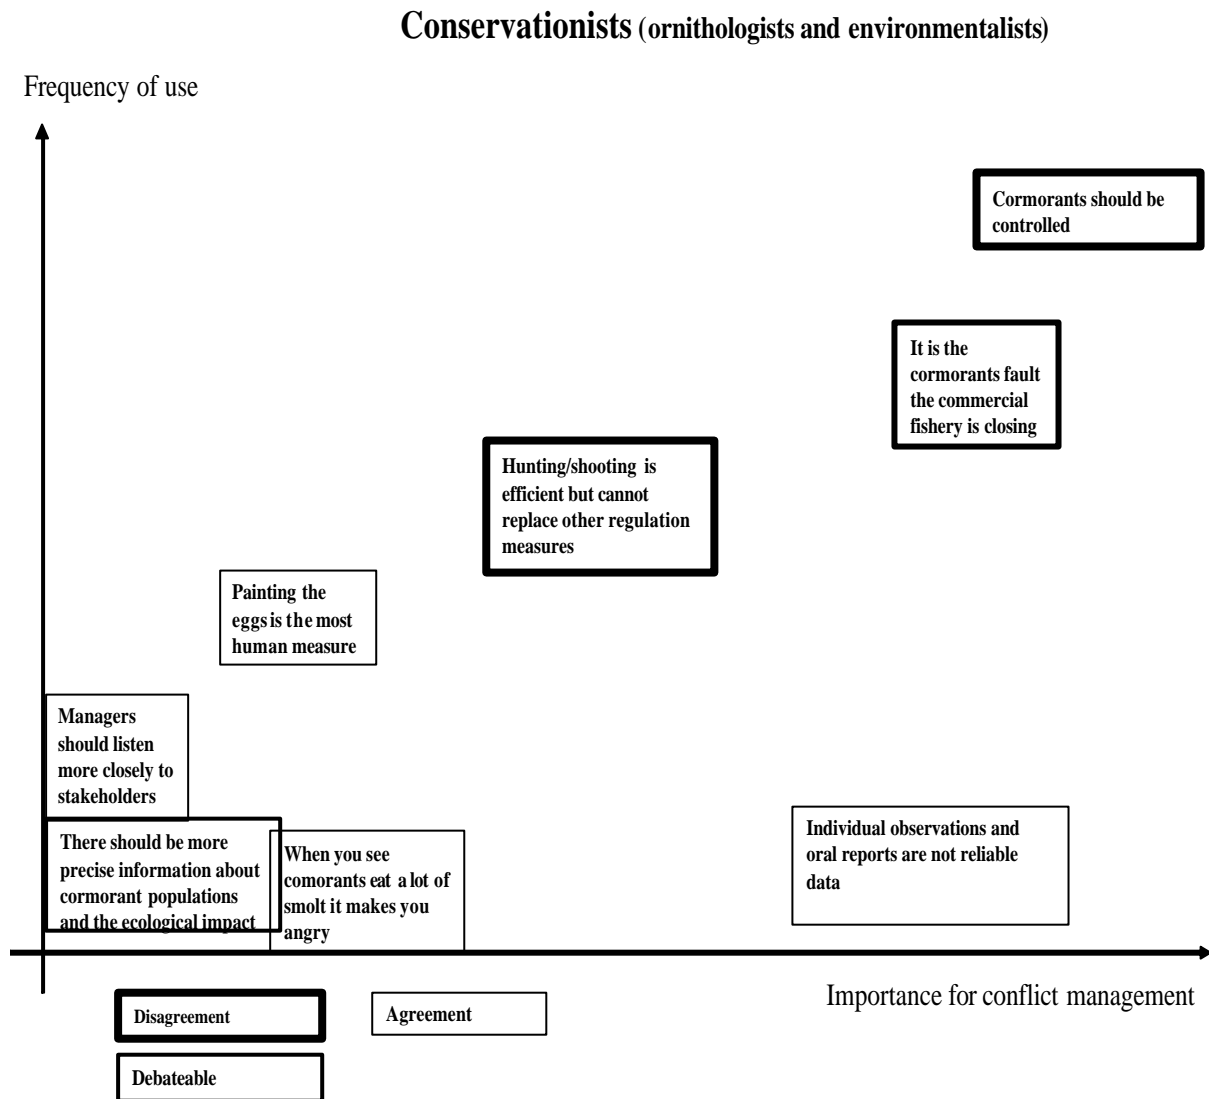 Conservationists (ornithologists and environmentalists)
Frequency of use
Cormorants should be
controlled
It is the
cormorants fault
the commercial
fishery is closing
Hunting/shooting is
efficient but cannot
replace other regulation
measures
Painting the
eggs is the most
human measure
Managers
should listen
more closely to
stakeholders
There should be more
precise information about
cormorant populations
and the ecological impact
When you see
comorants eat a lot of
smolt it makes you
angry
Individual observations and
oral reports are not reliable
data
Importance for conflict management
Disagreement
Agreement
Debateable